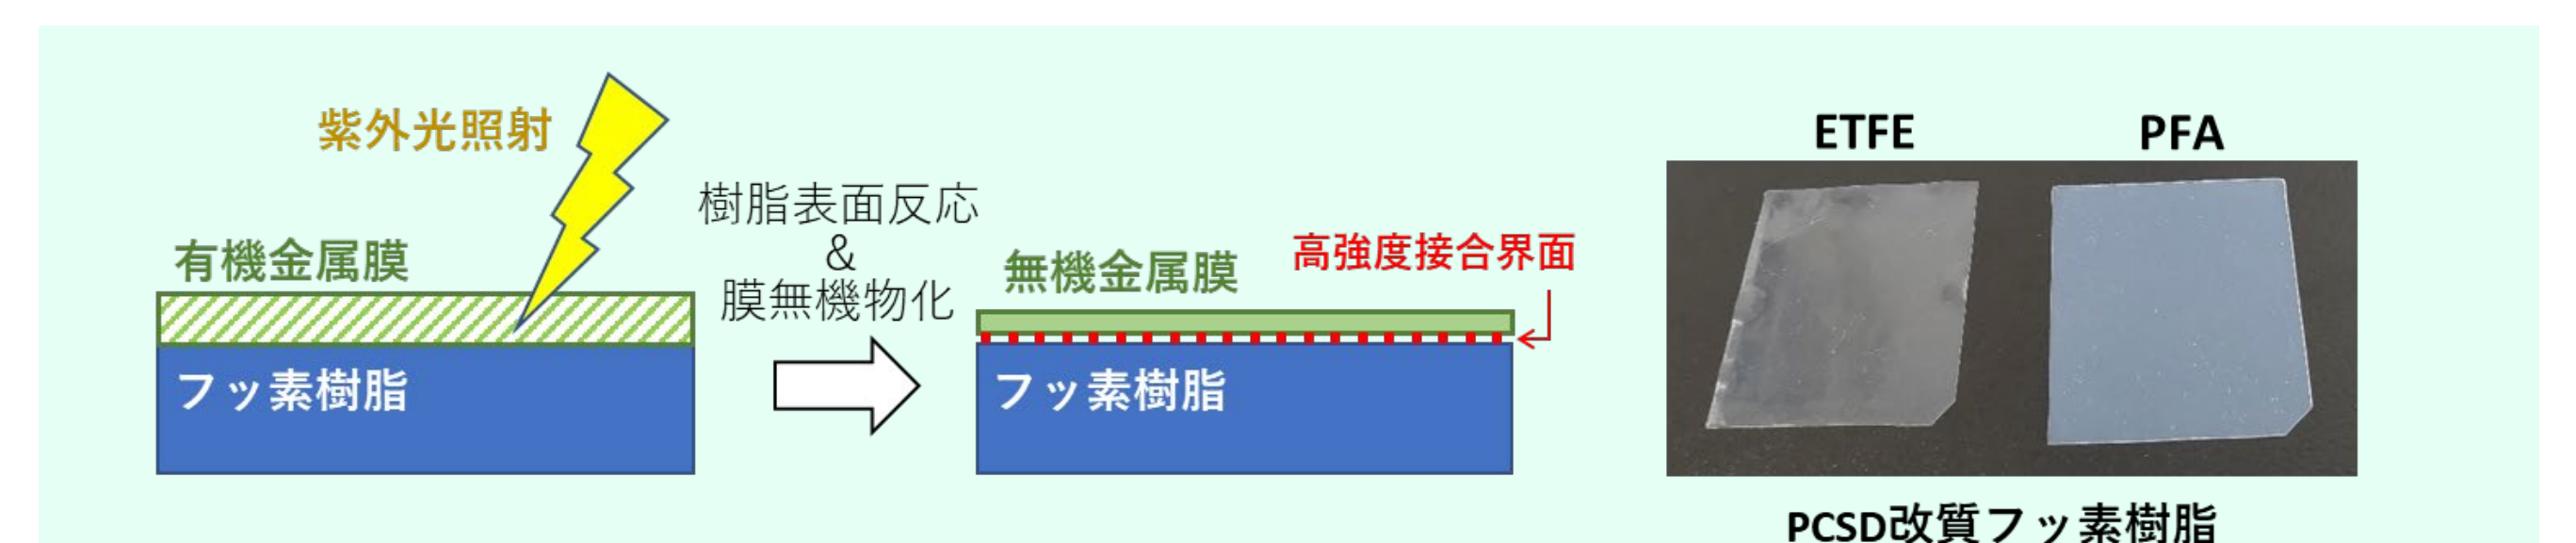 紫外光照射
有機金属膜
フッ素樹脂
樹脂表面反応
&
膜無機物化
無機金属膜
高強度接合界面
フッ素樹脂
ETFE
PFA
PCSD改質フッ素樹脂